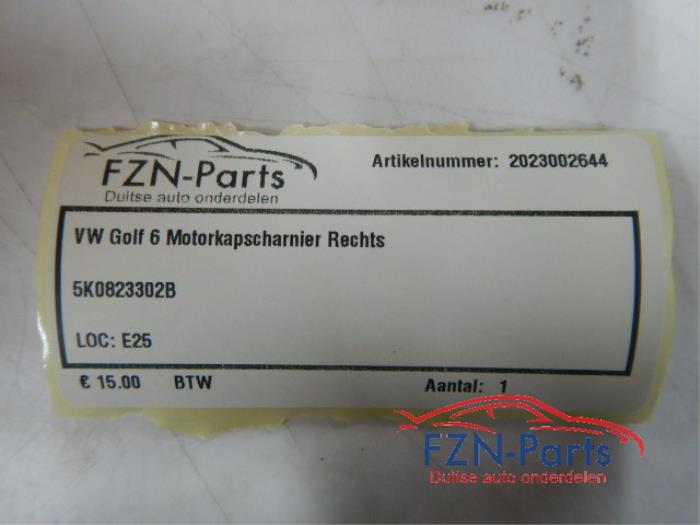 FZN-Parts
Duitse auto onderdelen
Artikelnummer: 2023002644
VW Golf 6 Motorkapscharnier Rechts
5K0823302B
LOC: E25
€ 15.00 BTW
Aantal: 1
FZN-Parts
Duitse auto onderdelen